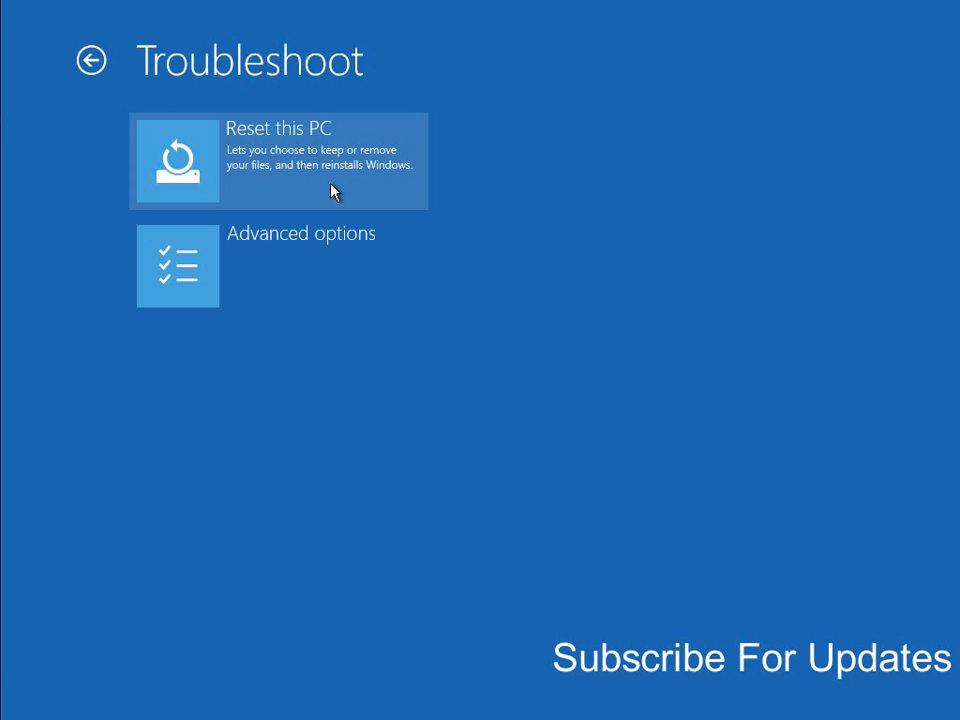 Troubleshoot
Reset this PC
Lets you choose to keep or remove
your files, and then reinstalls Windows.
Advanced options
Subscribe For Updates